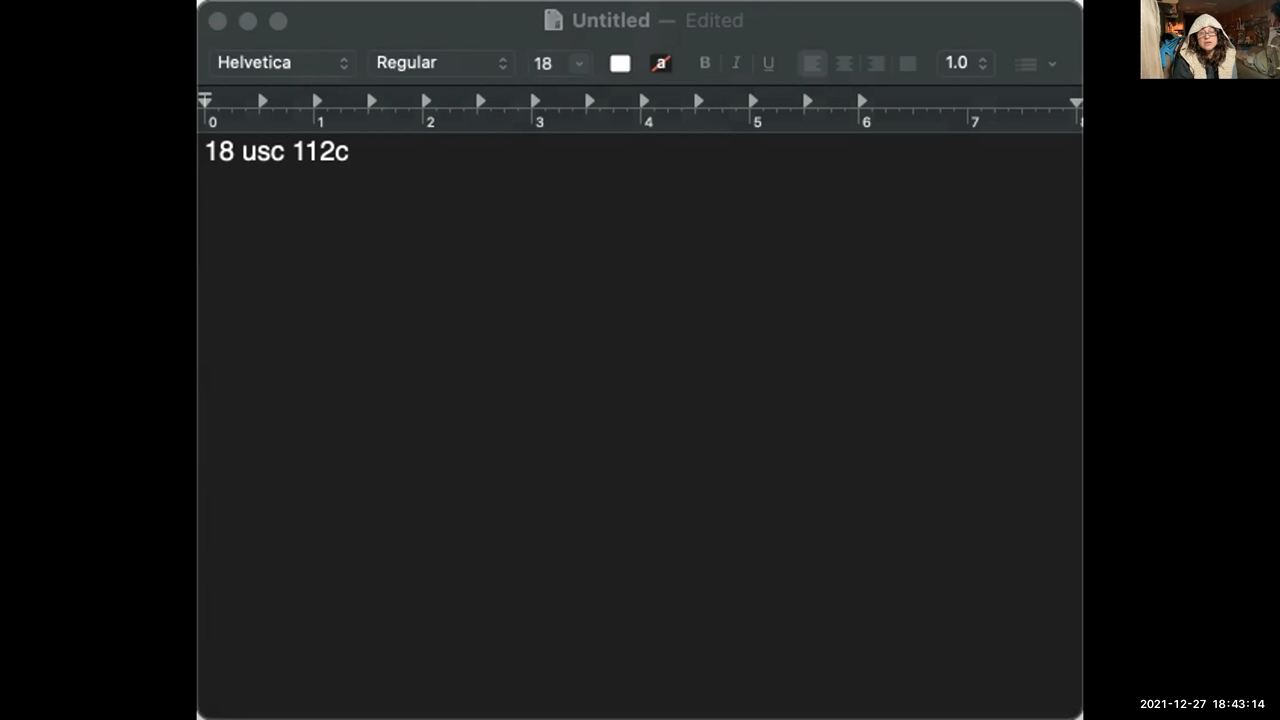 Untitled — Edited
Helvetica Regular 18 a B I U 1.0
0 1 2 3 4 5 6 7 8
18 usc 112c
2021-12-27 18:43:14